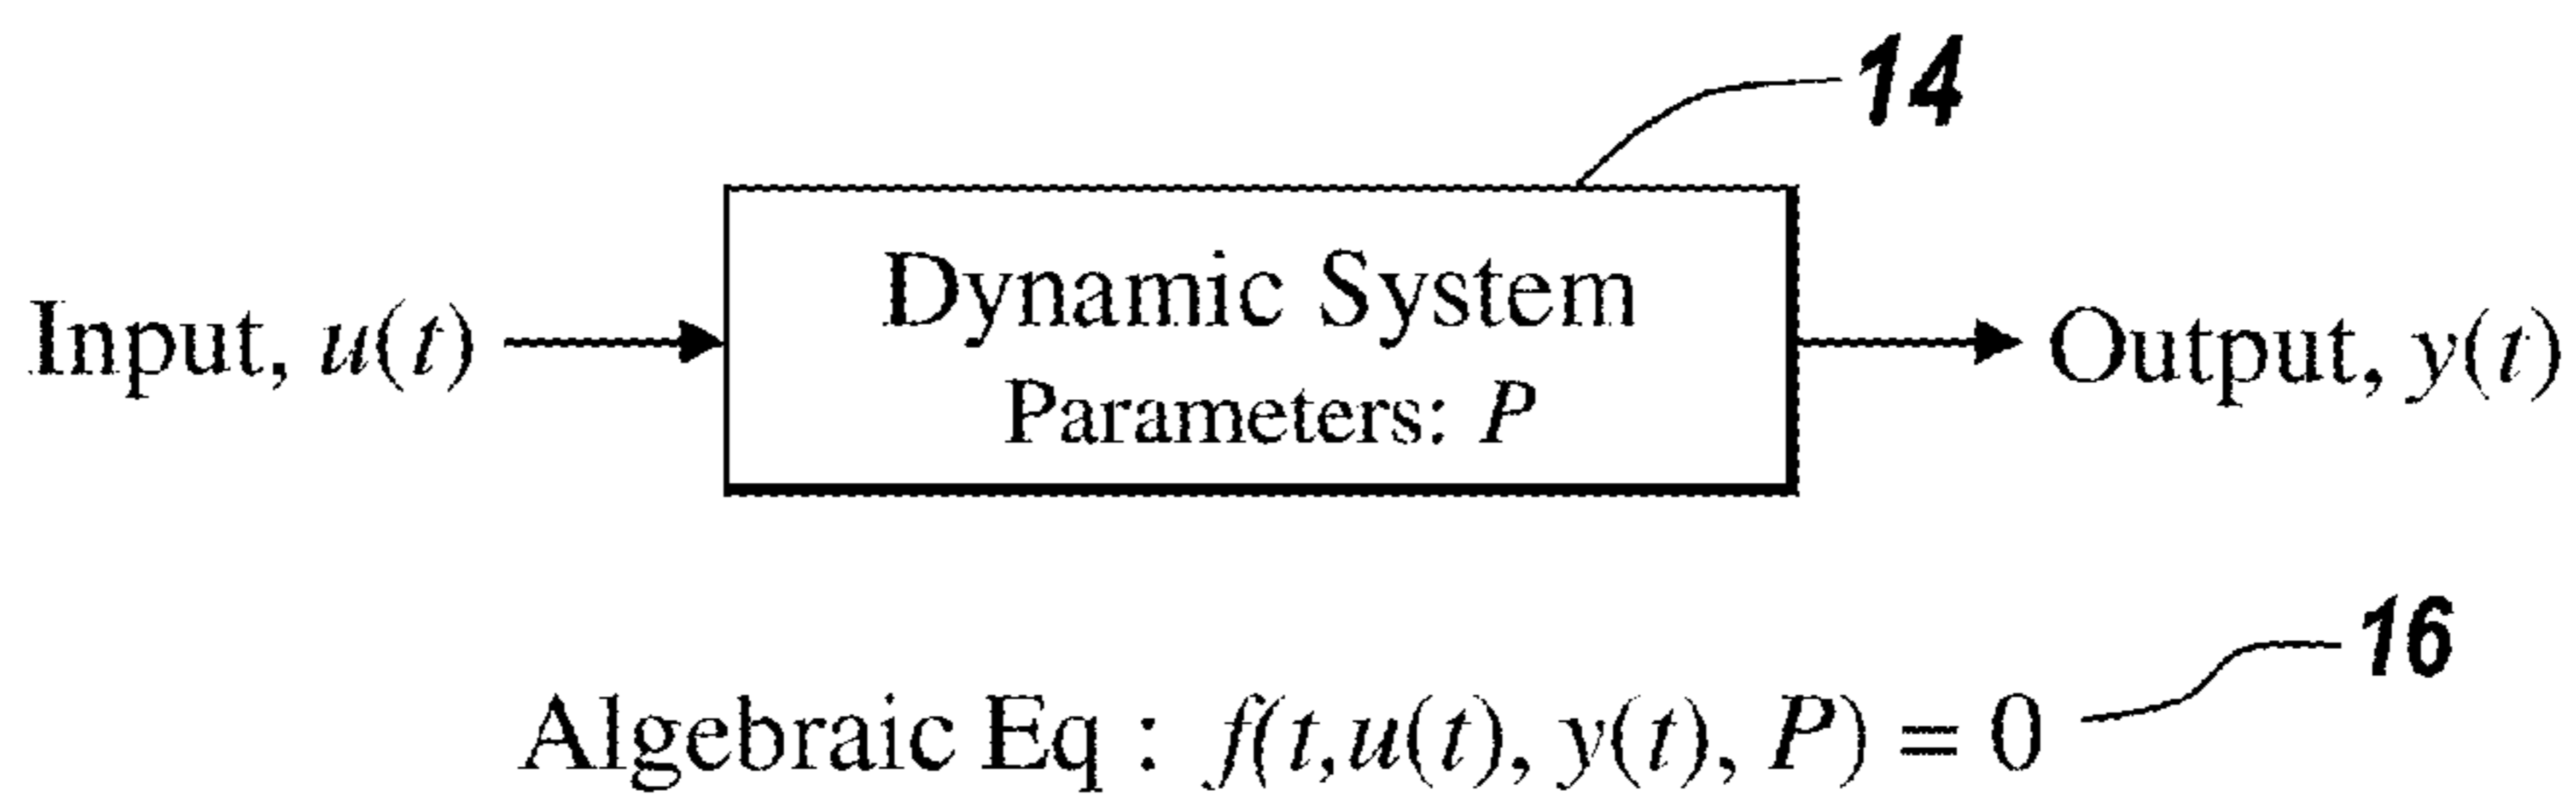 14
Dynamic System
Input, u(t)
Output, y(t)
Parameters: P
16
Algebraic Eq : f(t,u(t), y(t), P) = 0